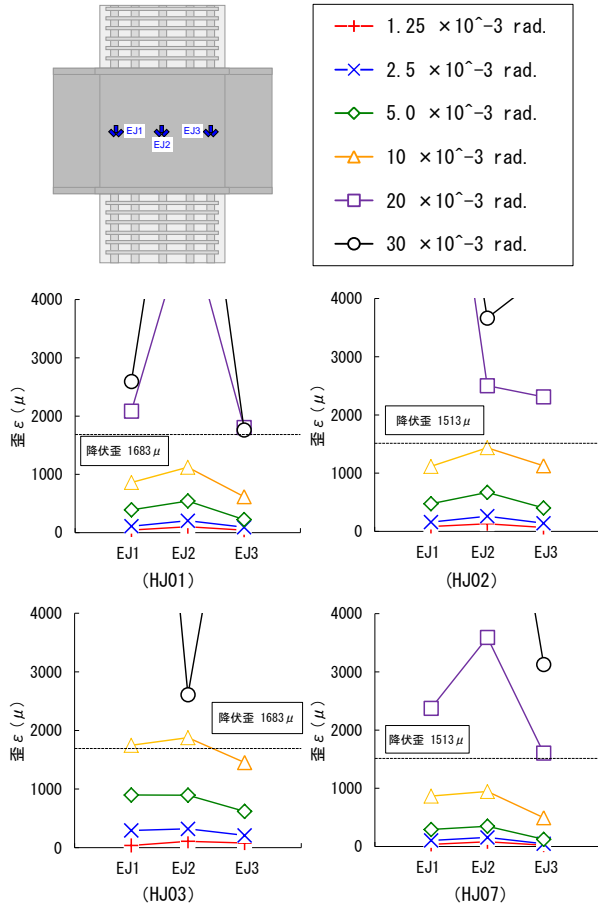 EJ1
EJ2
EJ3
1.25 ×10^-3 rad.
2.5 ×10^-3 rad.
5.0 ×10^-3 rad.
10 ×10^-3 rad.
20 ×10^-3 rad.
30 ×10^-3 rad.
4000
3000
2000
1000
0
歪ε(μ)
降伏歪 1683μ
EJ1 EJ2 EJ3
(HJ01)
4000
3000
2000
1000
0
歪ε(μ)
降伏歪 1513μ
EJ1 EJ2 EJ3
(HJ02)
4000
3000
2000
1000
0
歪ε(μ)
降伏歪 1683μ
EJ1 EJ2 EJ3
(HJ03)
4000
3000
2000
1000
0
歪ε(μ)
降伏歪 1513μ
EJ1 EJ2 EJ3
(HJ07)